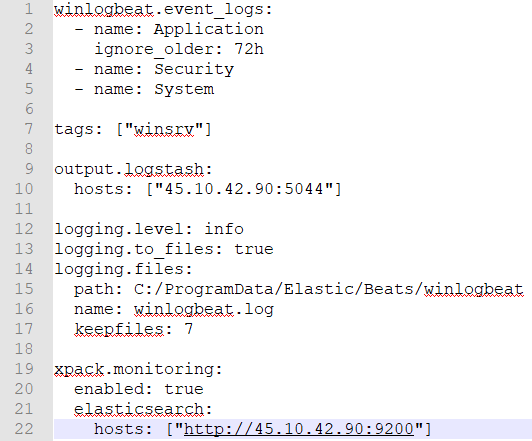 1 winlogbeat.event_logs:
2   - name: Application
3     ignore_older: 72h
4   - name: Security
5   - name: System
6
7 tags: ["winsrv"]
8
9 output.logstash:
10   hosts: ["45.10.42.90:5044"]
11
12 logging.level: info
13 logging.to_files: true
14 logging.files:
15   path: C:/ProgramData/Elastic/Beats/winlogbeat
16   name: winlogbeat.log
17   keepfiles: 7
18
19 xpack.monitoring:
20   enabled: true
21   elasticsearch:
22     hosts: ["http://45.10.42.90:9200"]